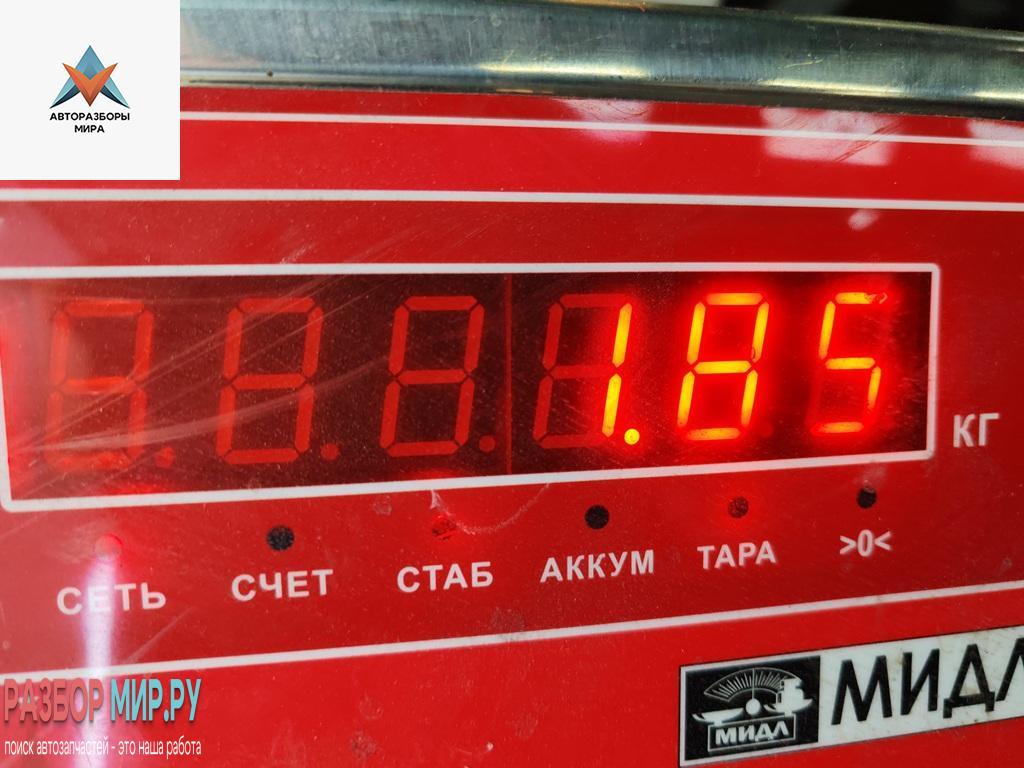 АВТОРАЗБОРЫ
МИРА
1.85
КГ
СЕТЬ СЧЕТ СТАБ АККУМ ТАРА >0<
РАЗБОР МИР.РУ
поиск автозапчастей - это наша работа
МИДЛ
МИДЛ